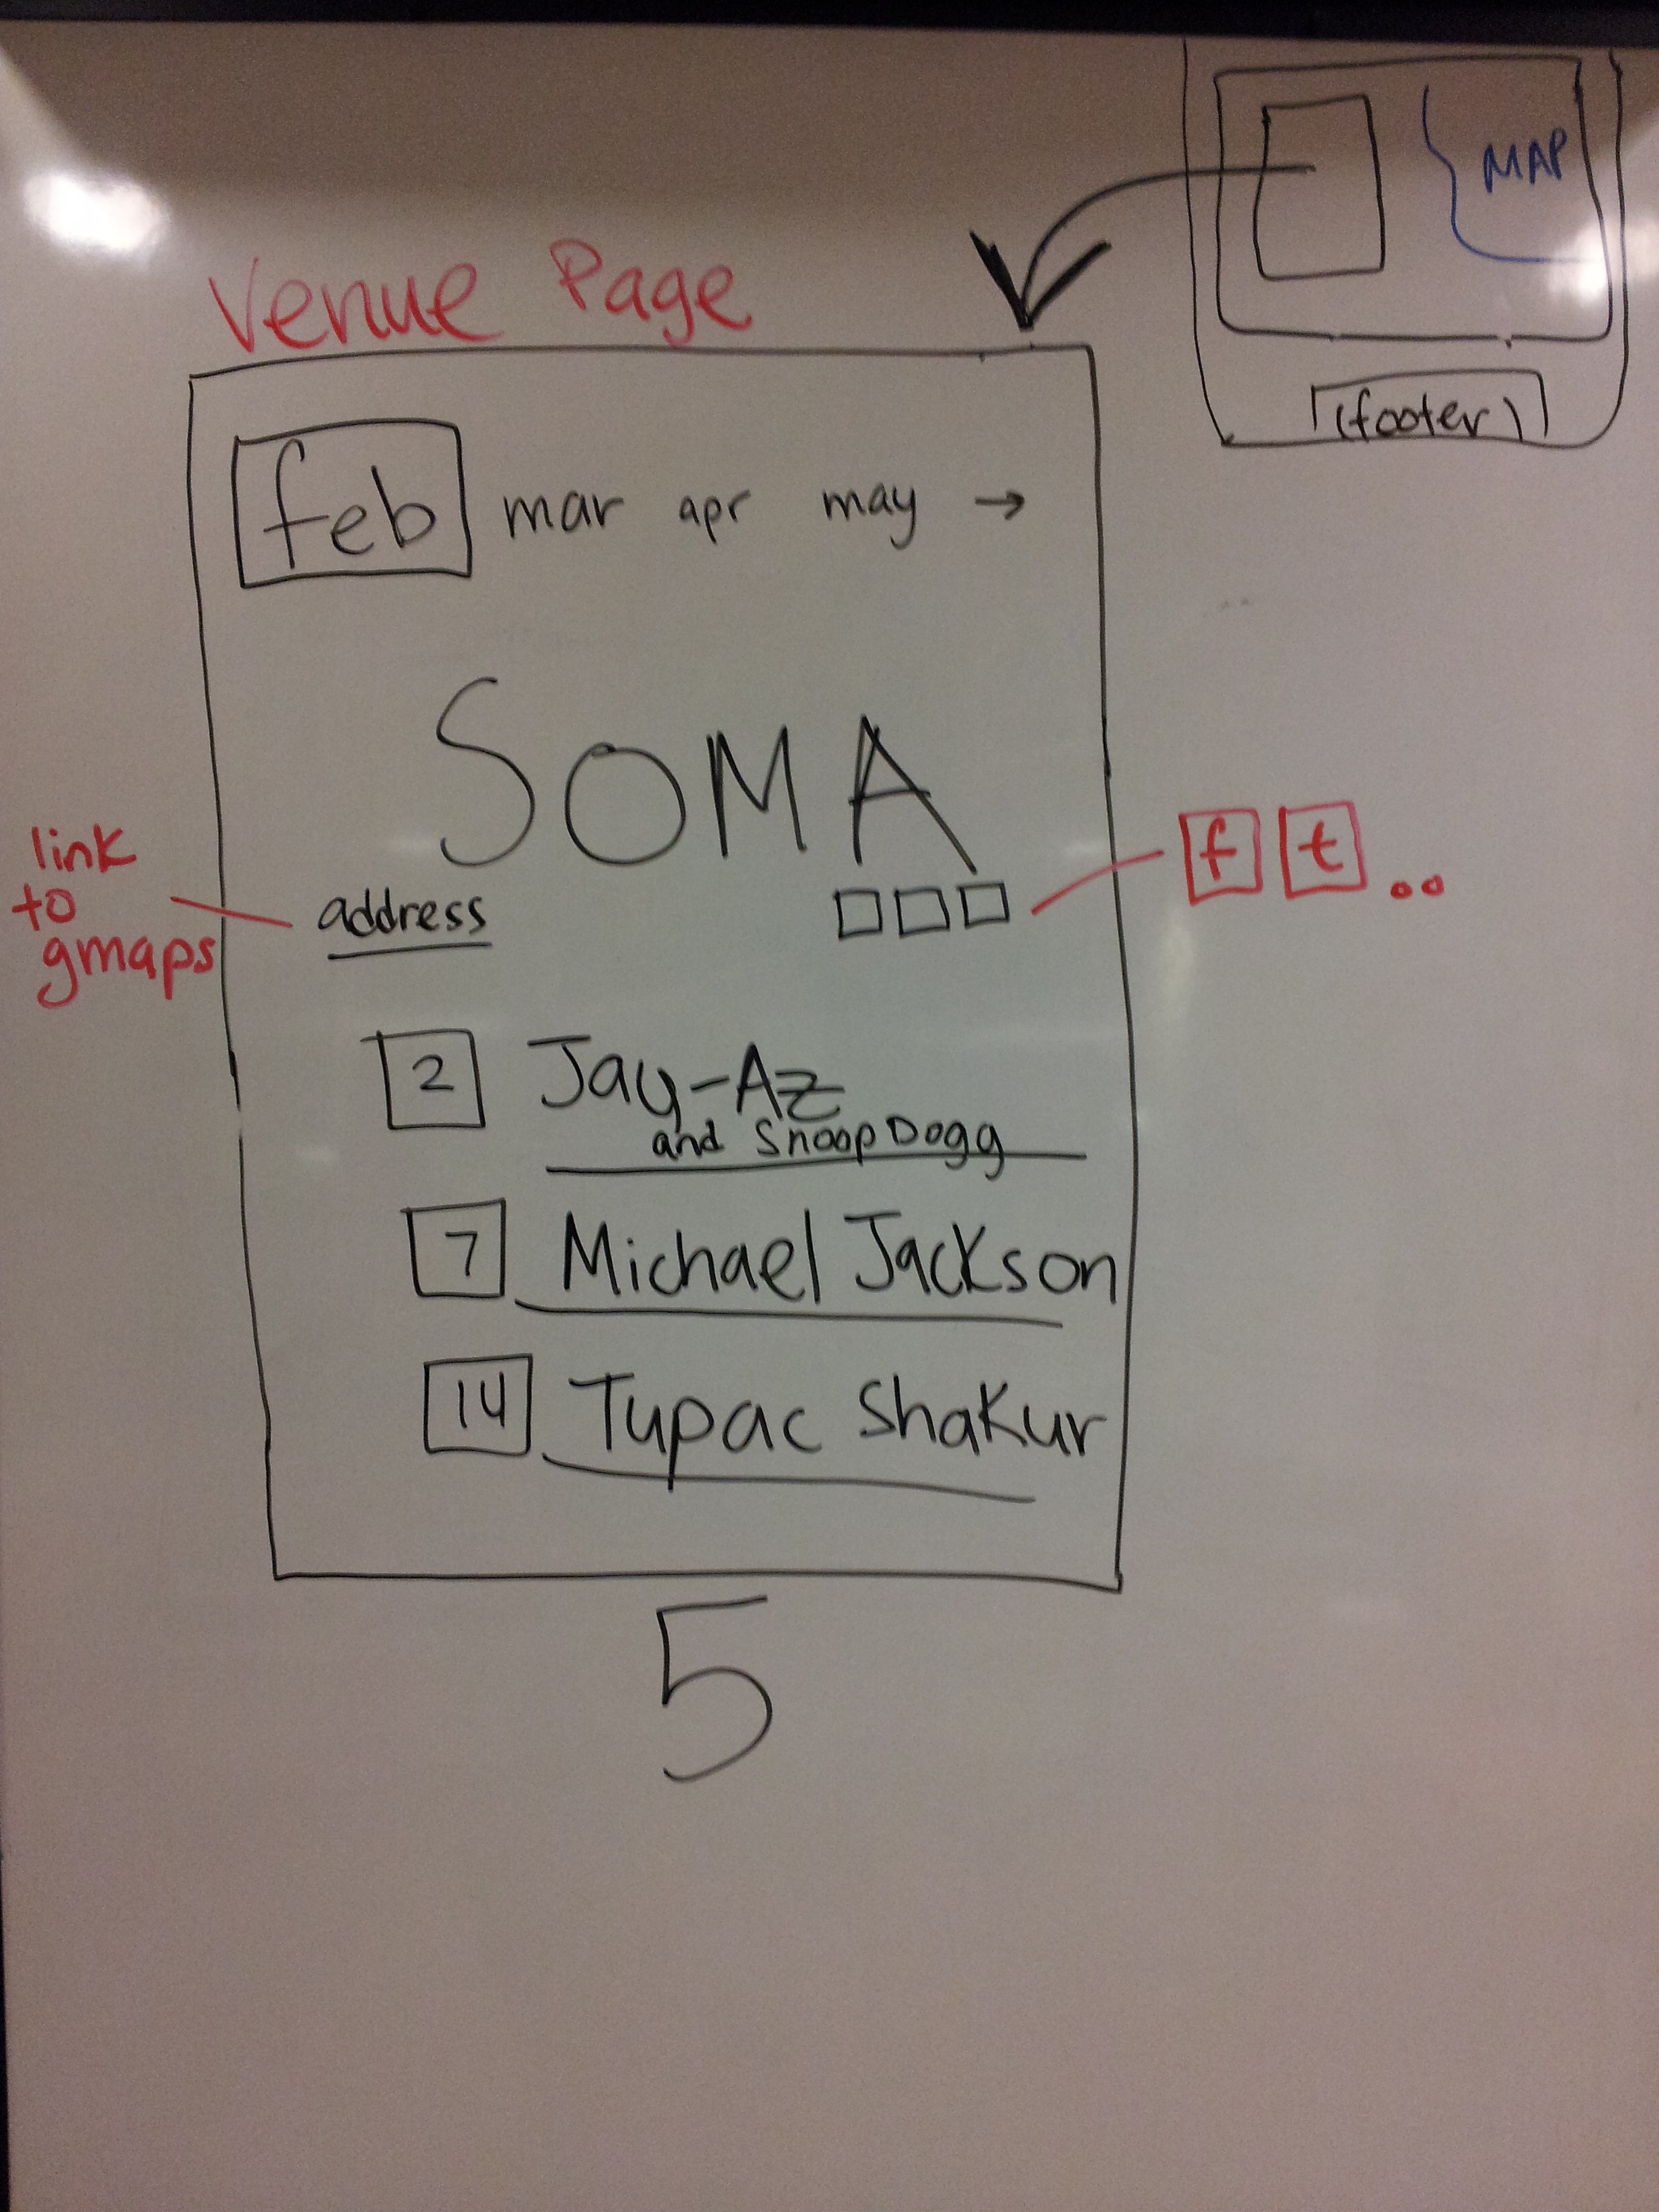 MAP
(footer)
Venue Page
feb mar apr may →
SOMA
link
to
gmaps
address
f t ..
2 Jay-Az
and Snoop Dogg
7 Michael Jackson
14 Tupac Shakur
5